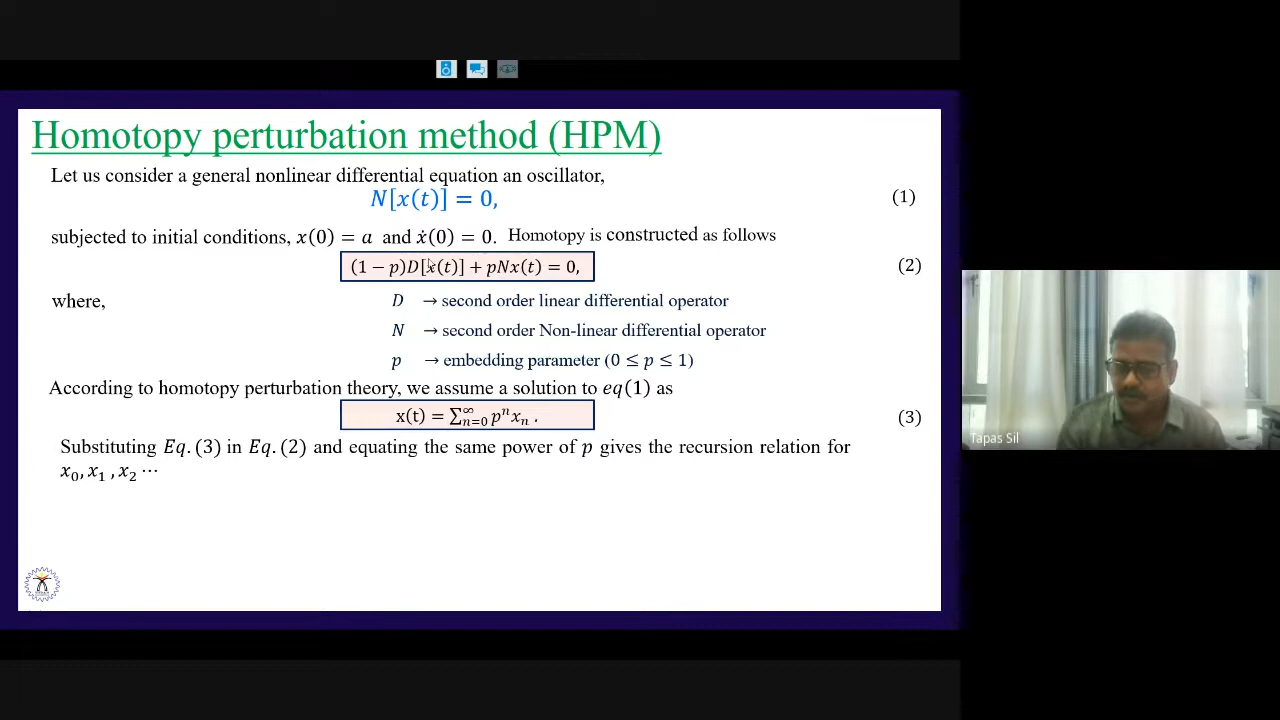 Homotopy perturbation method (HPM)
Let us consider a general nonlinear differential equation an oscillator,
N[x(t)] = 0, (1)
subjected to initial conditions, x(0) = a and ẋ(0) = 0. Homotopy is constructed as follows
(1 − p)D[x(t)] + pNx(t) = 0, (2)
where, D → second order linear differential operator
N → second order Non-linear differential operator
p → embedding parameter (0 ≤ p ≤ 1)
According to homotopy perturbation theory, we assume a solution to eq(1) as
x(t) = ∑ₙ₌₀^∞ pⁿxₙ . (3)
Substituting Eq. (3) in Eq. (2) and equating the same power of p gives the recursion relation for
x₀, x₁ , x₂ ⋯
Tapas Sil